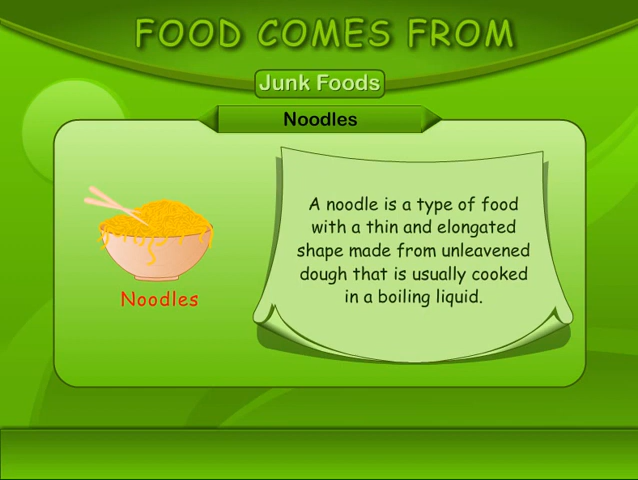 FOOD COMES FROM
Junk Foods
Noodles
A noodle is a type of food
with a thin and elongated
shape made from unleavened
dough that is usually cooked
in a boiling liquid.
Noodles